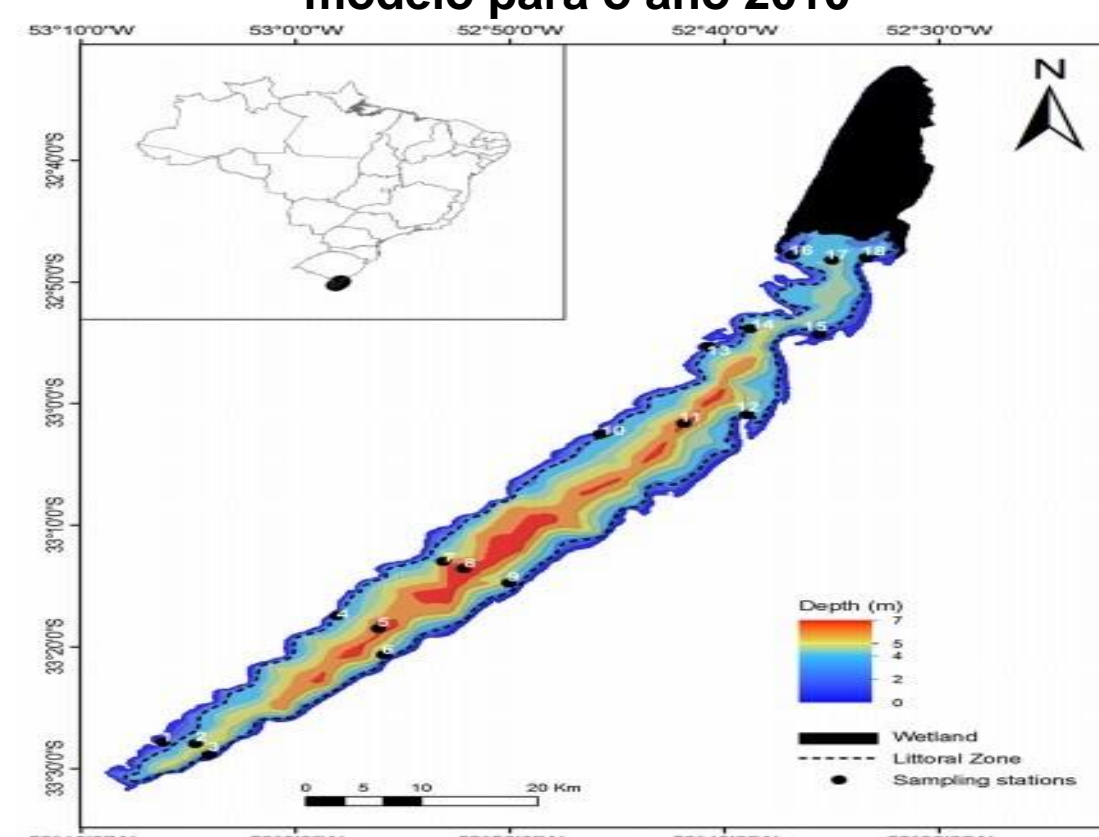 modelo para o ano 2010
53°10'0"W 53°0'0"W 52°50'0"W 52°40'0"W 52°30'0"W
N
32°40'0"S
32°50'0"S
33°0'0"S
33°10'0"S
33°20'0"S
33°30'0"S
16 17 18
14 15
13
12
11
10
7
8
9
4
5
6
1 2
3
Depth (m)
7
5
4
2
0
Wetland
Littoral Zone
Sampling stations
0 5 10 20 Km